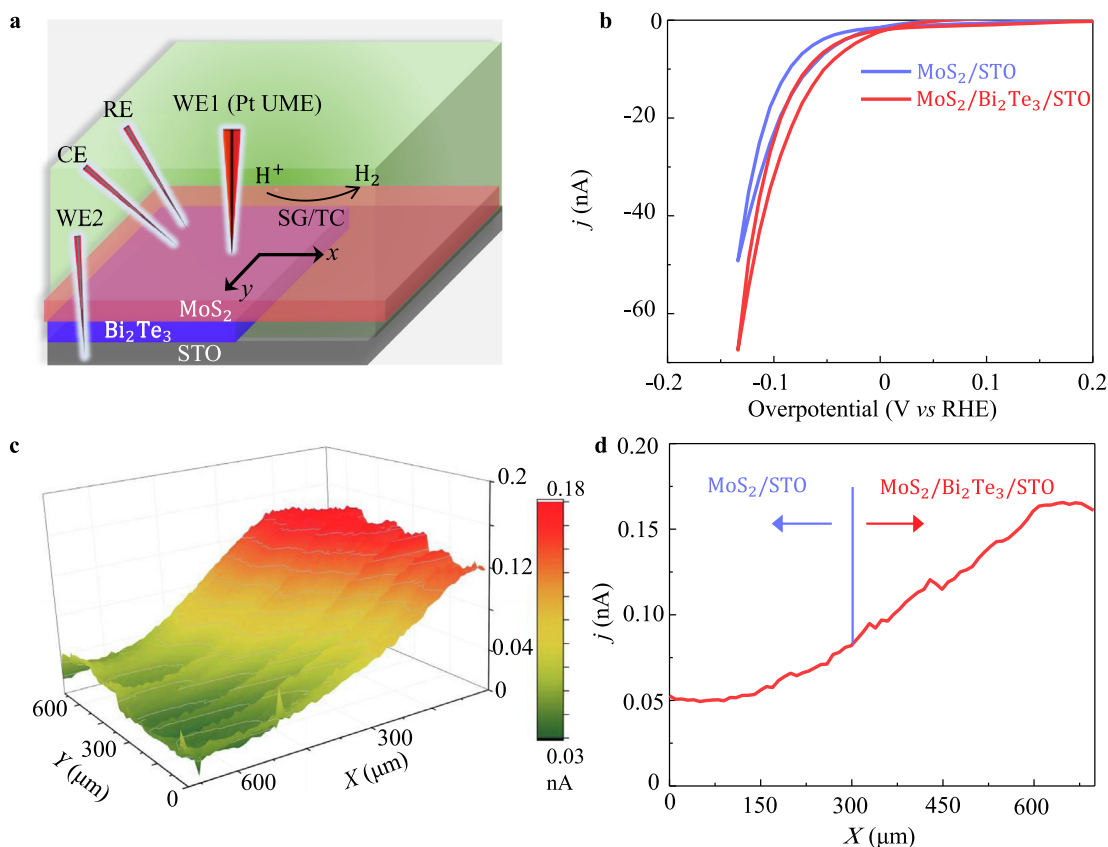 a
RE
WE1 (Pt UME)
CE
H⁺
H₂
WE2
SG/TC
x
y
MoS₂
Bi₂Te₃
STO
b
0
-20
-40
-60
j (nA)
MoS₂/STO
MoS₂/Bi₂Te₃/STO
-0.2
-0.1
0
0.1
0.2
Overpotential (V vs RHE)
c
0.2
0.12
0.04
0
0.18
0.03
nA
600
300
0
Y (μm)
600
300
X (μm)
d
0.20
0.15
0.10
0.05
0
j (nA)
MoS₂/STO
MoS₂/Bi₂Te₃/STO
0
150
300
450
600
X (μm)